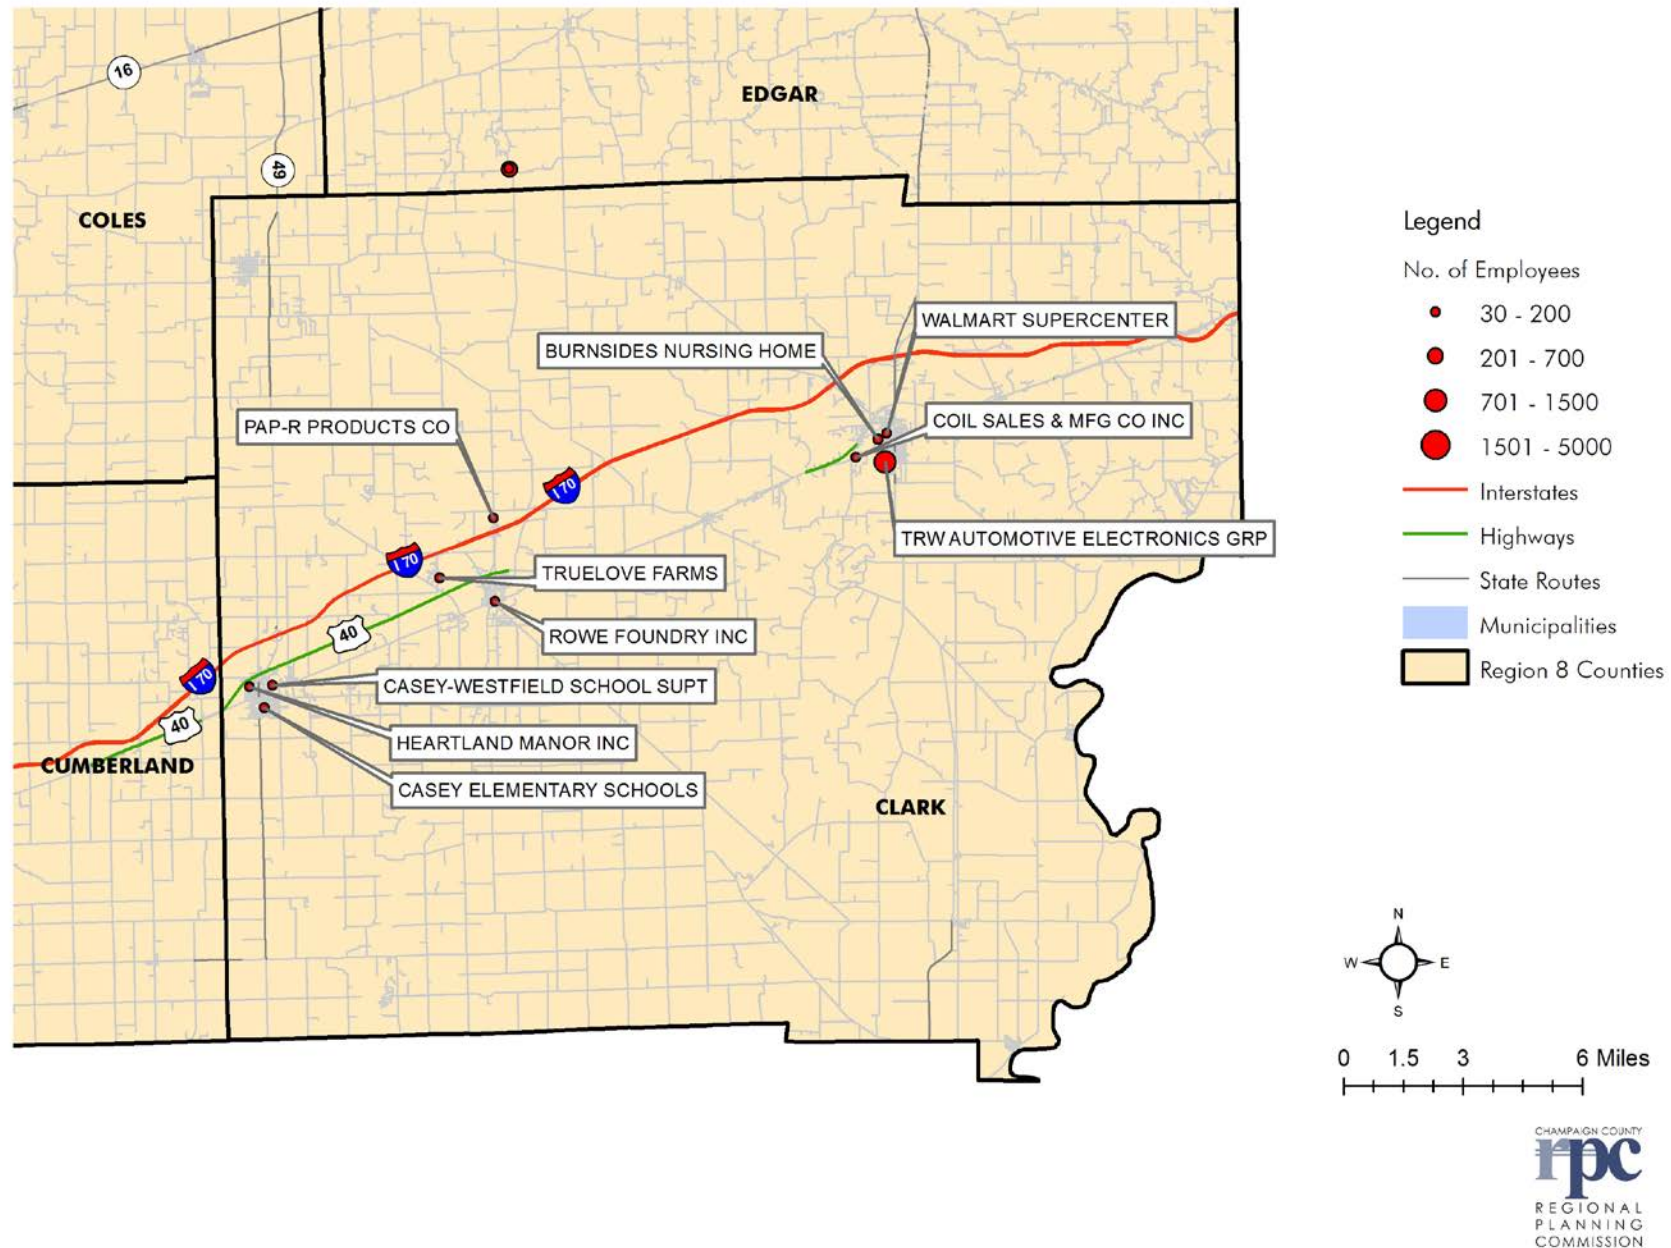 16
EDGAR
49
COLES
WALMART SUPERCENTER
BURNSIDES NURSING HOME
PAP-R PRODUCTS CO
COIL SALES & MFG CO INC
I 70
TRW AUTOMOTIVE ELECTRONICS GRP
I 70
TRUELOVE FARMS
40
ROWE FOUNDRY INC
I 70
CASEY-WESTFIELD SCHOOL SUPT
40
HEARTLAND MANOR INC
CUMBERLAND
CASEY ELEMENTARY SCHOOLS
CLARK
Legend
No. of Employees
30 - 200
201 - 700
701 - 1500
1501 - 5000
Interstates
Highways
State Routes
Municipalities
Region 8 Counties
N
W E
S
0 1.5 3 6 Miles
CHAMPAIGN COUNTY
rpc
REGIONAL
PLANNING
COMMISSION